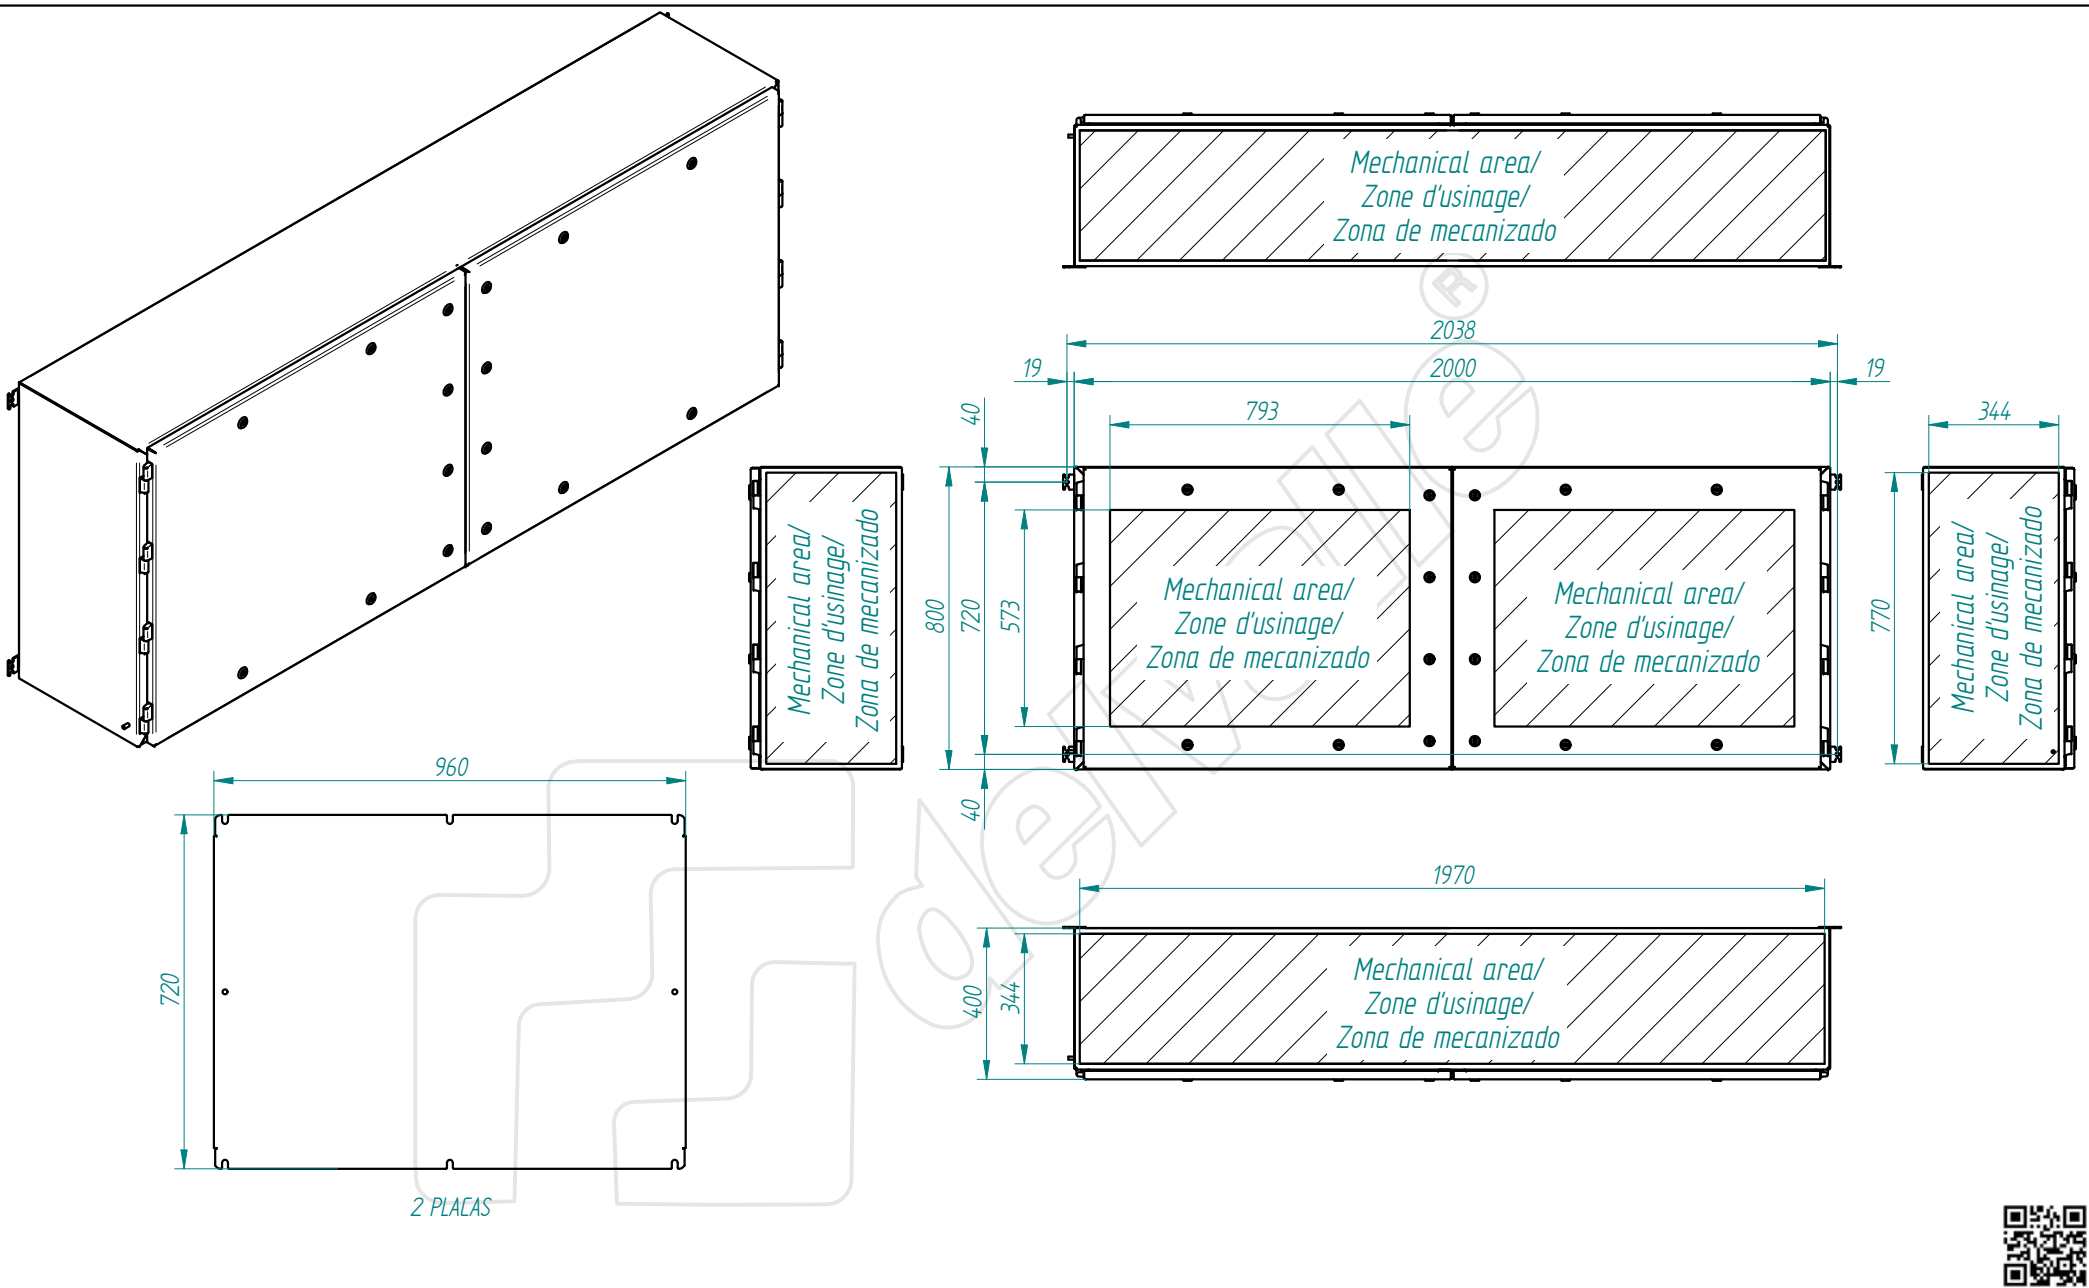 Mechanical area/
Zone d'usinage/
Zona de mecanizado
®
2038
19
2000
19
40
793
344
Mechanical area/
Zone d'usinage/
Zona de mecanizado
800
720
573
Mechanical area/
Zone d'usinage/
Zona de mecanizado
Mechanical area/
Zone d'usinage/
Zona de mecanizado
770
Mechanical area/
Zone d'usinage/
Zona de mecanizado
40
delvalle
960
720
2 PLACAS
1970
400
344
Mechanical area/
Zone d'usinage/
Zona de mecanizado